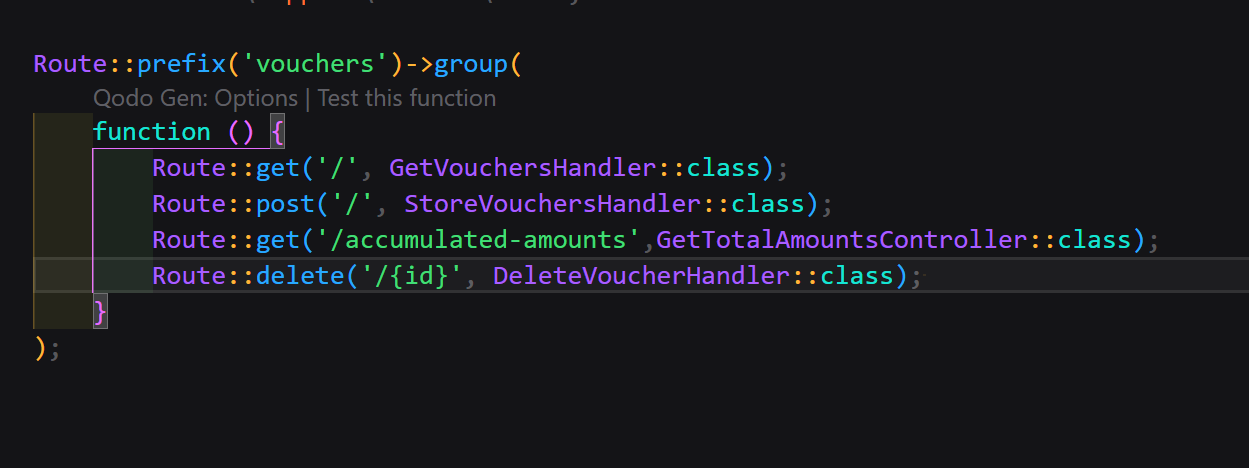 Route::prefix('vouchers')->group(
Qodo Gen: Options | Test this function
function () {
Route::get('/', GetVouchersHandler::class);
Route::post('/', StoreVouchersHandler::class);
Route::get('/accumulated-amounts',GetTotalAmountsController::class);
Route::delete('/{id}', DeleteVoucherHandler::class);
}
);